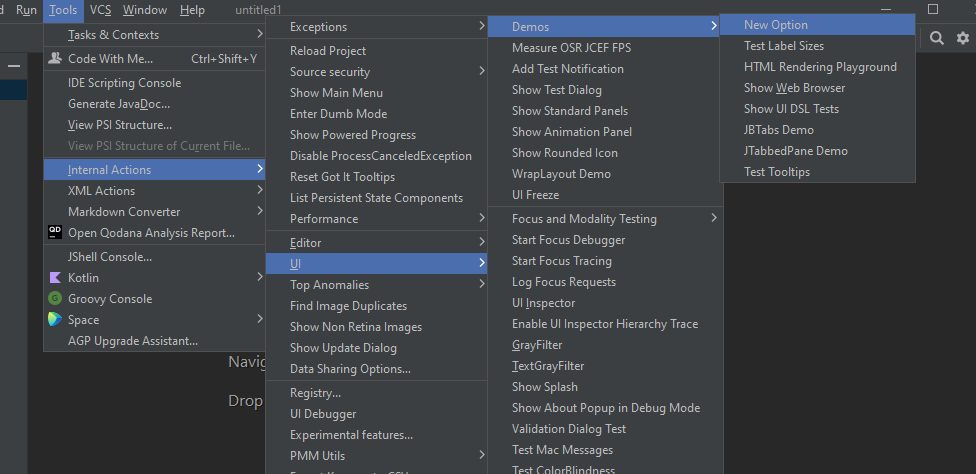 Run Tools VCS Window Help untitled1
Tasks & Contexts
Code With Me... Ctrl+Shift+Y
IDE Scripting Console
Generate JavaDoc...
View PSI Structure...
View PSI Structure of Current File...
Internal Actions
XML Actions
Markdown Converter
QD Open Qodana Analysis Report...
JShell Console...
Kotlin
G Groovy Console
Space
AGP Upgrade Assistant...
Navig
Drop
Exceptions
Reload Project
Source security
Show Main Menu
Enter Dumb Mode
Show Powered Progress
Disable ProcessCanceledException
Reset Got It Tooltips
List Persistent State Components
Performance
Editor
UI
Top Anomalies
Find Image Duplicates
Show Non Retina Images
Show Update Dialog
Data Sharing Options...
Registry...
UI Debugger
Experimental features...
PMM Utils
Demos
Measure OSR JCEF FPS
Add Test Notification
Show Test Dialog
Show Standard Panels
Show Animation Panel
Show Rounded Icon
WrapLayout Demo
UI Freeze
Focus and Modality Testing
Start Focus Debugger
Start Focus Tracing
Log Focus Requests
UI Inspector
Enable UI Inspector Hierarchy Trace
GrayFilter
TextGrayFilter
Show Splash
Show About Popup in Debug Mode
Validation Dialog Test
Test Mac Messages
Test ColorBlindness
New Option
Test Label Sizes
HTML Rendering Playground
Show Web Browser
Show UI DSL Tests
JBTabs Demo
JTabbedPane Demo
Test Tooltips